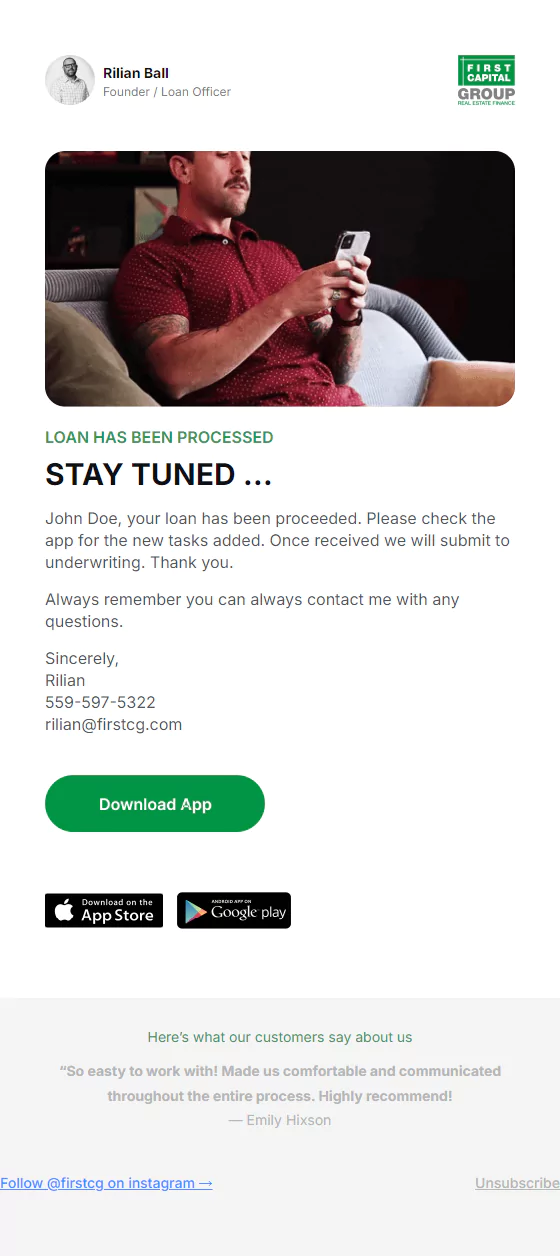 Rilian Ball
Founder / Loan Officer
FIRST
CAPITAL
GROUP
REAL ESTATE FINANCE
LOAN HAS BEEN PROCESSED
STAY TUNED ...
John Doe, your loan has been proceeded. Please check the
app for the new tasks added. Once received we will submit to
underwriting. Thank you.
Always remember you can always contact me with any
questions.
Sincerely,
Rilian
559-597-5322
rilian@firstcg.com
Download App
Download on the
App Store
ANDROID APP ON
Google play
Here's what our customers say about us
“So easty to work with! Made us comfortable and communicated
throughout the entire process. Highly recommend!
— Emily Hixson
Follow @firstcg on instagram →
Unsubscribe